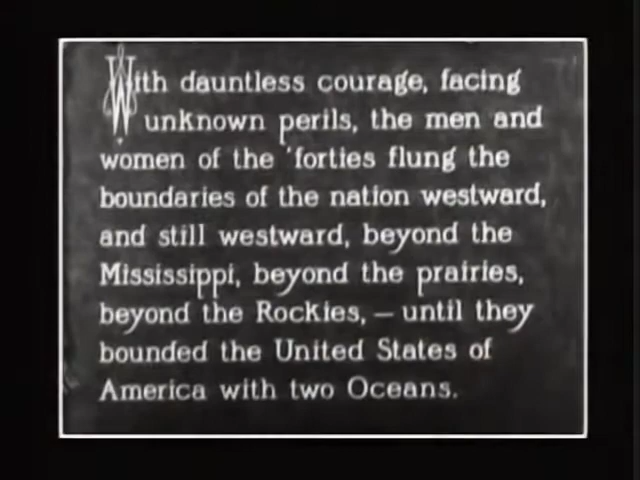 With dauntless courage, facing
unknown perils, the men and
women of the 'forties flung the
boundaries of the nation westward,
and still westward, beyond the
Mississippi, beyond the prairies,
beyond the Rockies, — until they
bounded the United States of
America with two Oceans.